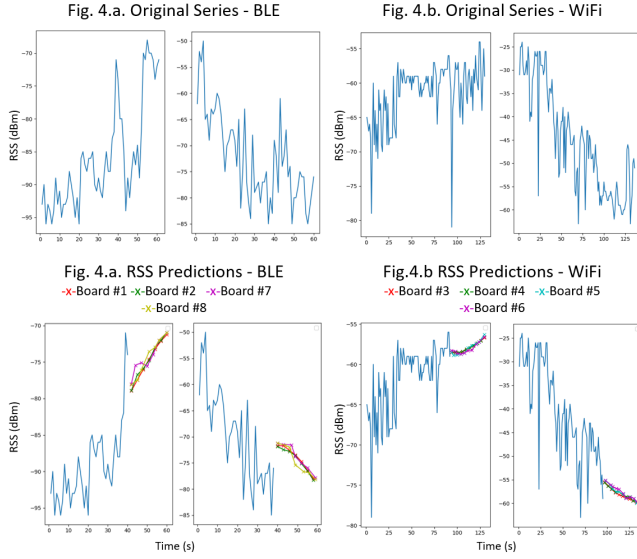 Fig. 4.a. Original Series - BLE
Fig. 4.b. Original Series - WiFi
RSS (dBm)
−70
−75
−80
−85
−90
−95
0 10 20 30 40 50 60
−50
−55
−60
−65
−70
−75
−80
−85
0 10 20 30 40 50 60
RSS (dBm)
−55
−60
−65
−70
−75
−80
0 25 50 75 100 125
−25
−30
−35
−40
−45
−50
−55
−60
0 25 50 75 100 125
Fig. 4.a. RSS Predictions - BLE
-X-Board #1 -X-Board #2 -X-Board #7
-X-Board #8
Fig.4.b RSS Predictions - WiFi
-X-Board #3 -X-Board #4 -X-Board #5
-X-Board #6
RSS (dBm)
−70
−75
−80
−85
−90
−95
0 10 20 30 40 50 60
−50
−55
−60
−65
−70
−75
−80
−85
0 10 20 30 40 50 60
Time (s)
RSS (dBm)
−55
−60
−65
−70
−75
−80
0 25 50 75 100 125
−25
−30
−35
−40
−45
−50
−55
−60
0 25 50 75 100 125
Time (s)